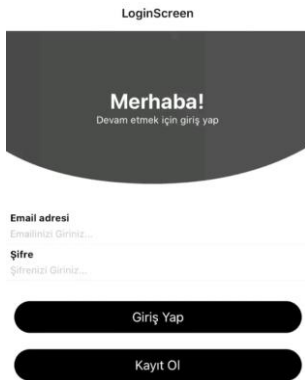 LoginScreen
Merhaba!
Devam etmek için giriş yap
Email adresi
Emailinizi Giriniz...
Şifre
Şifrenizi Giriniz...
Giriş Yap
Kayıt Ol